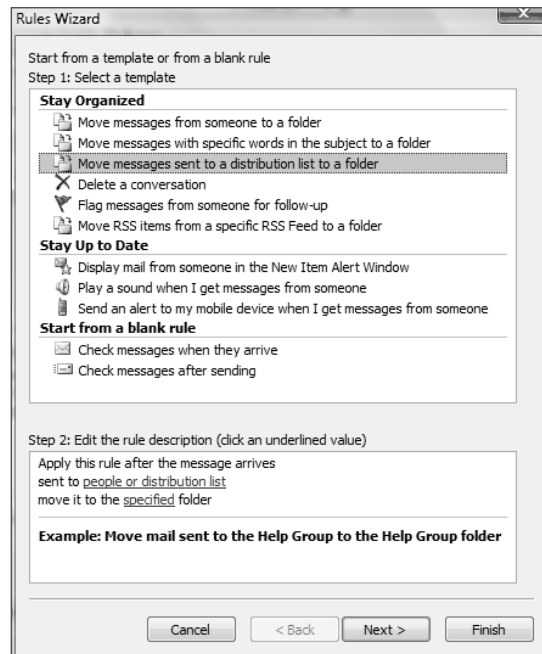 Rules Wizard
Start from a template or from a blank rule
Step 1: Select a template
Stay Organized
Move messages from someone to a folder
Move messages with specific words in the subject to a folder
Move messages sent to a distribution list to a folder
Delete a conversation
Flag messages from someone for follow-up
Move RSS items from a specific RSS Feed to a folder
Stay Up to Date
Display mail from someone in the New Item Alert Window
Play a sound when I get messages from someone
Send an alert to my mobile device when I get messages from someone
Start from a blank rule
Check messages when they arrive
Check messages after sending
Step 2: Edit the rule description (click an underlined value)
Apply this rule after the message arrives
sent to people or distribution list
move it to the specified folder
Example: Move mail sent to the Help Group to the Help Group folder
Cancel < Back Next > Finish